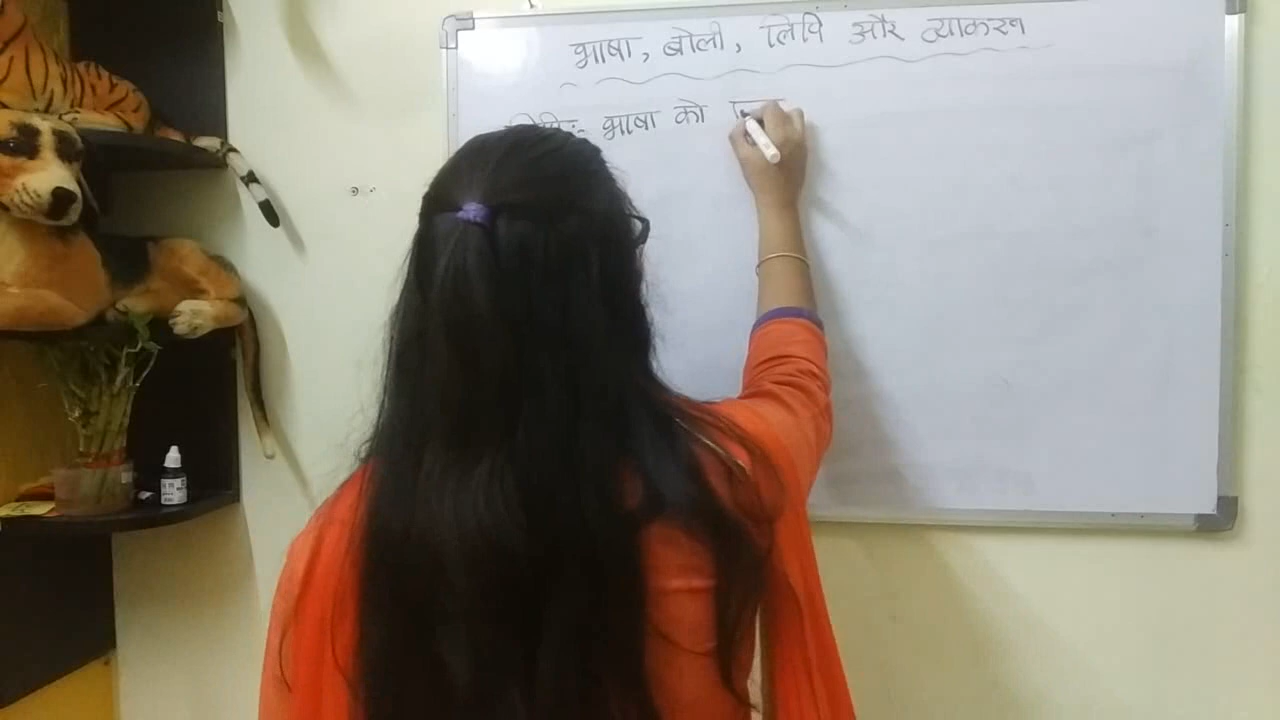 भाषा, बोली, लिपि और व्याकरण
भाषा को